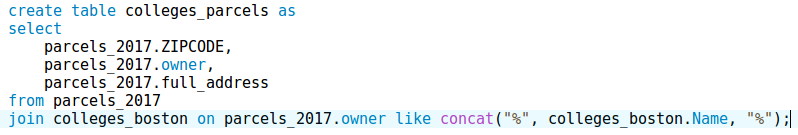 create table colleges_parcels as
select
    parcels_2017.ZIPCODE,
    parcels_2017.owner,
    parcels_2017.full_address
from parcels_2017
join colleges_boston on parcels_2017.owner like concat("%", colleges_boston.Name, "%");